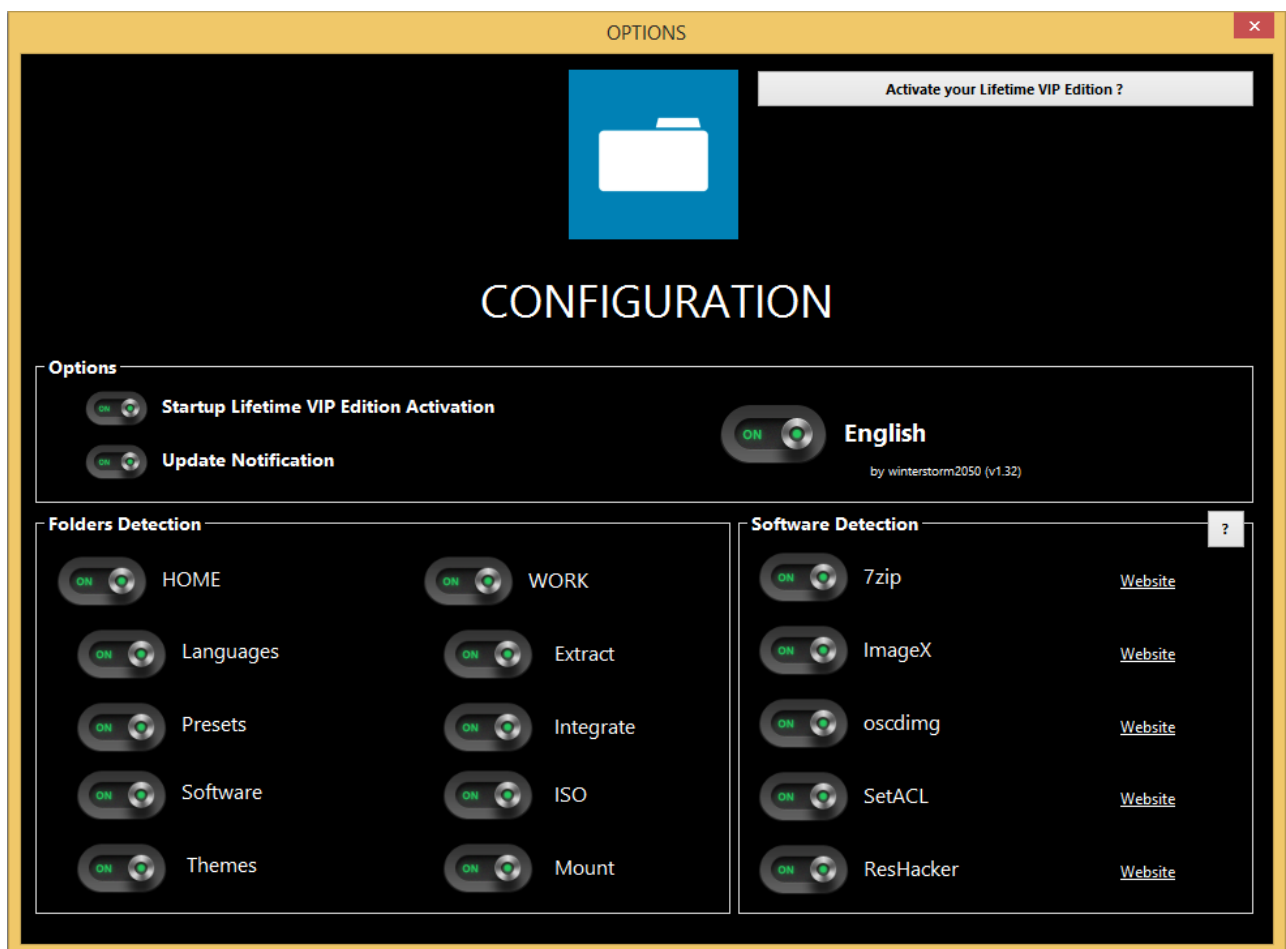 OPTIONS
Activate your Lifetime VIP Edition ?
CONFIGURATION
Options
ON Startup Lifetime VIP Edition Activation
ON Update Notification
ON English
by winterstorm2050 (v1.32)
Folders Detection
ON HOME
ON WORK
ON Languages
ON Extract
ON Presets
ON Integrate
ON Software
ON ISO
ON Themes
ON Mount
Software Detection
?
ON 7zip Website
ON ImageX Website
ON oscdimg Website
ON SetACL Website
ON ResHacker Website